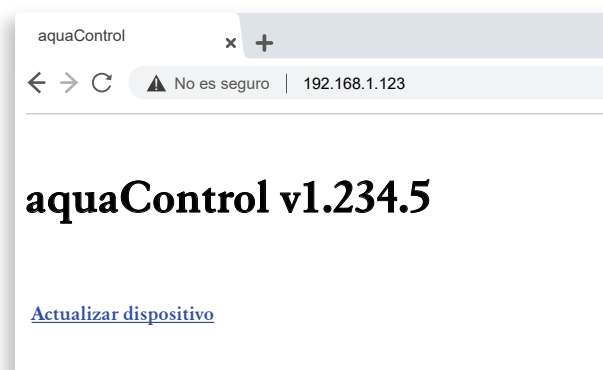 aquaControl
No es seguro 192.168.1.123
aquaControl v1.234.5
Actualizar dispositivo